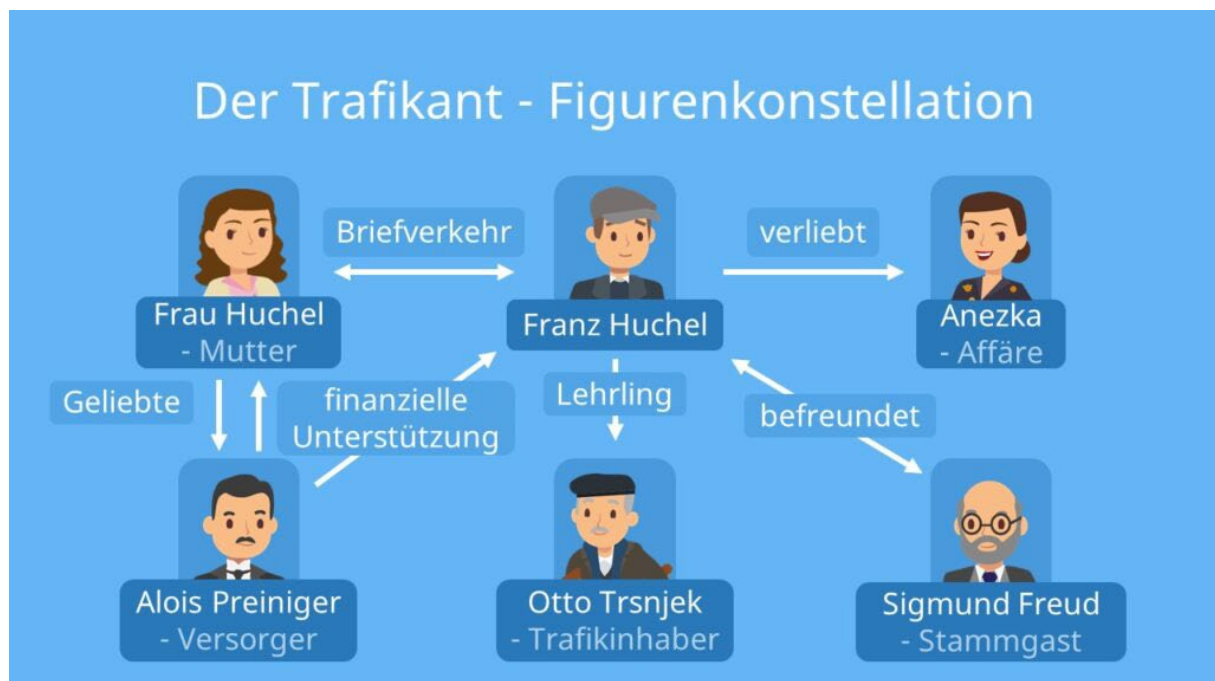 Der Trafikant - Figurenkonstellation
Briefverkehr
verliebt
Frau Huchel
- Mutter
Franz Huchel
Anezka
- Affäre
Geliebte
finanzielle
Unterstützung
Lehrling
befreundet
Alois Preiniger
- Versorger
Otto Trsnjek
- Trafikinhaber
Sigmund Freud
- Stammgast